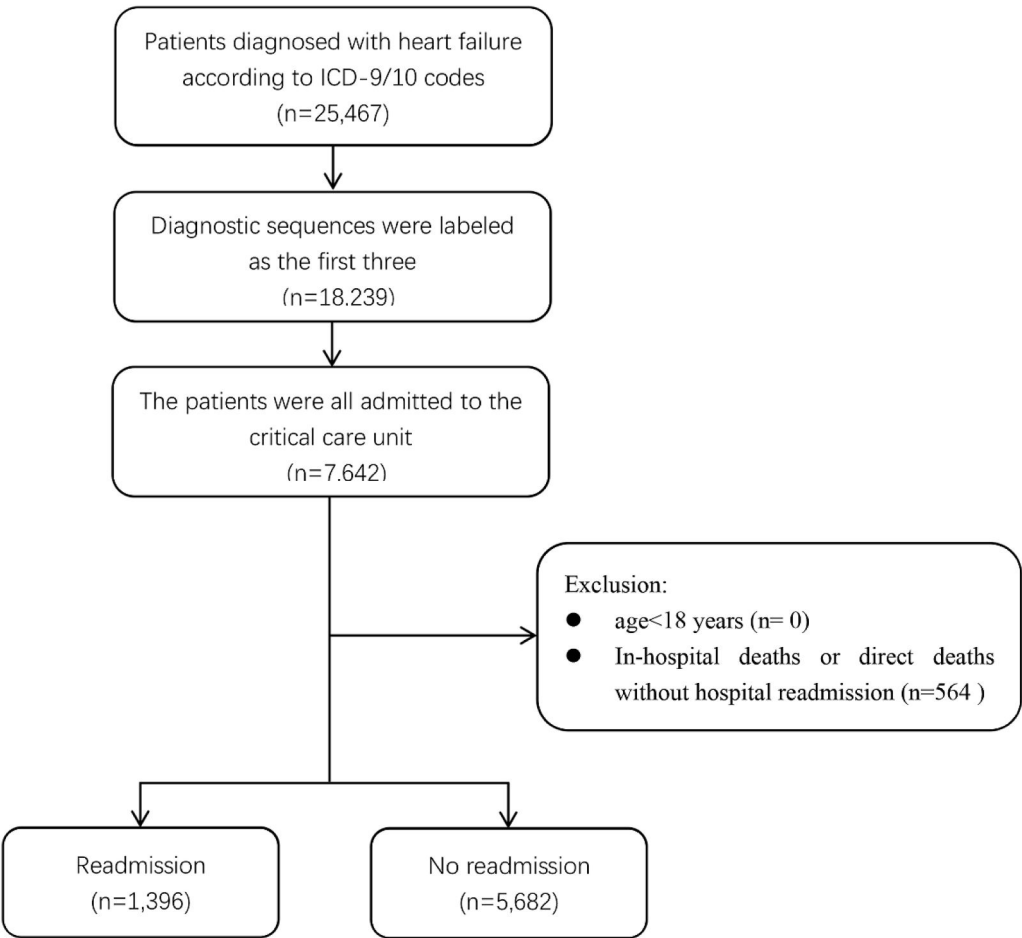 Patients diagnosed with heart failure
according to ICD-9/10 codes
(n=25,467)
Diagnostic sequences were labeled
as the first three
(n=18,239)
The patients were all admitted to the
critical care unit
(n=7,642)
Exclusion:
● age<18 years (n= 0)
● In-hospital deaths or direct deaths
without hospital readmission (n=564 )
Readmission
(n=1,396)
No readmission
(n=5,682)